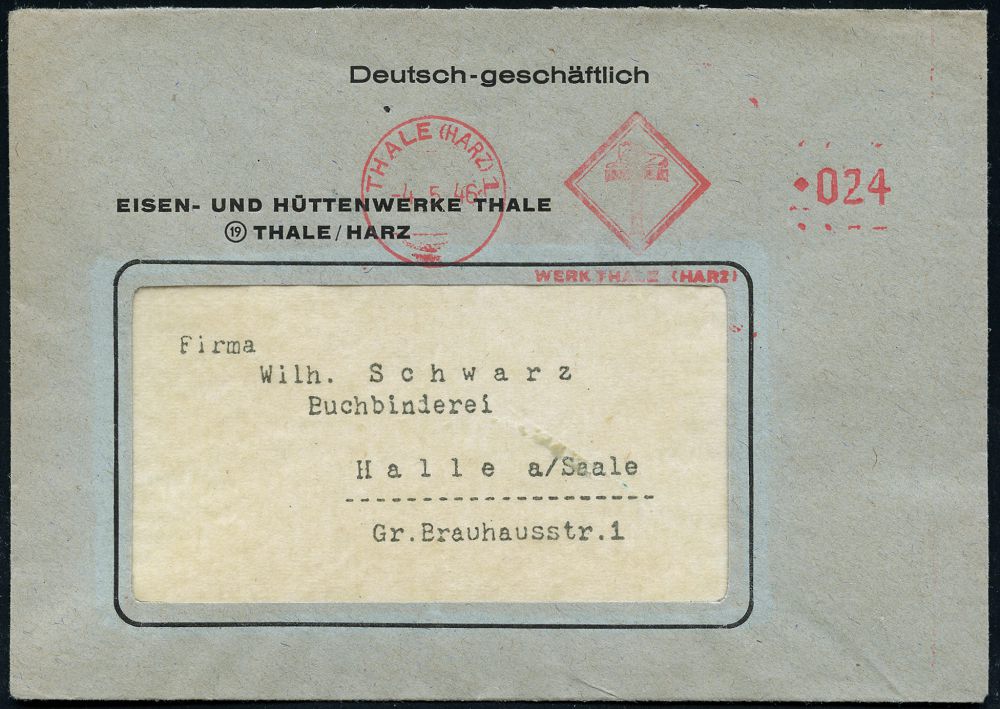 Deutsch-geschäftlich
THALE (HARZ) 1
-4.5.46-
024
EISEN- UND HÜTTENWERKE THALE
19 THALE/HARZ
WERK THALE (HARZ)
Firma
Wilh. Schwarz
Buchbinderei
Halle a/Saale
Gr.Brauhausstr.1